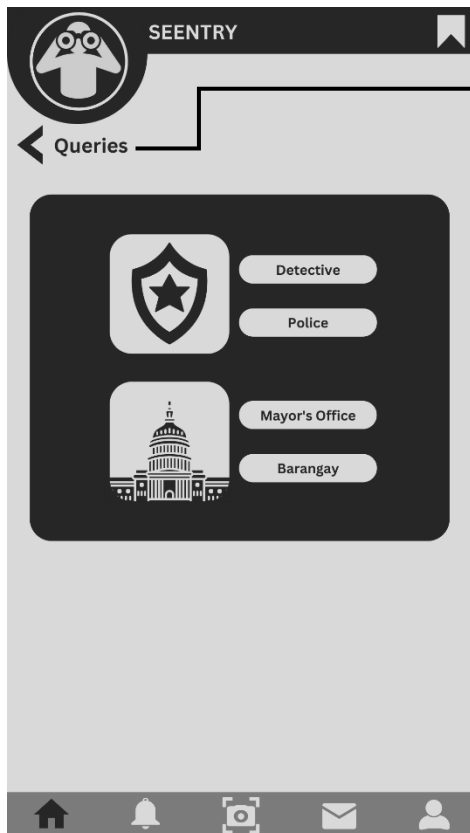 SEENTRY
Queries
Detective
Police
Mayor's Office
Barangay